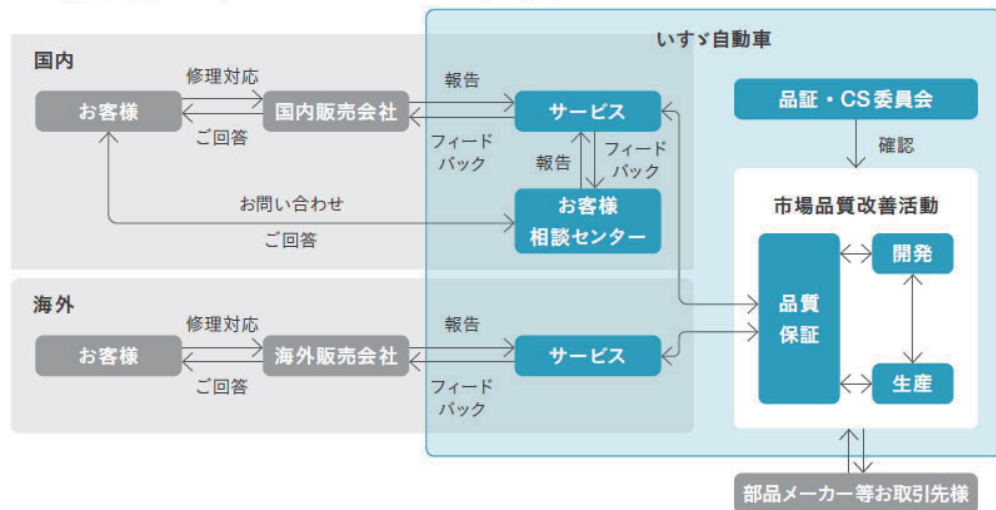 いすゞ自動車
国内
修理対応
報告
お客様
国内販売会社
サービス
品証・CS委員会
ご回答
フィード
バック
報告
フィード
バック
確認
お問い合わせ
ご回答
お客様
相談センター
市場品質改善活動
開発
品質
保証
生産
海外
修理対応
報告
お客様
海外販売会社
サービス
ご回答
フィード
バック
部品メーカー等お取引先様